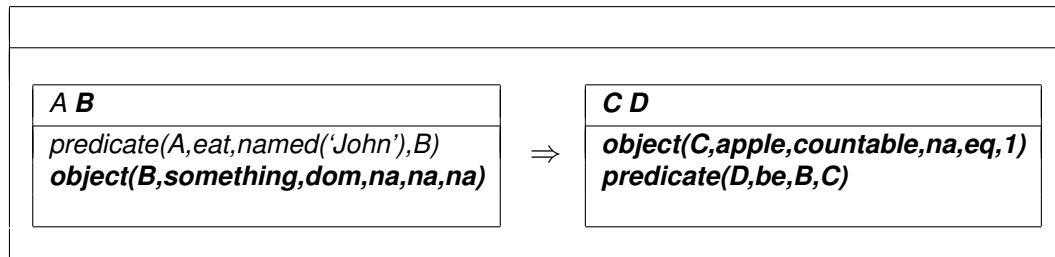 A B
predicate(A,eat,named(‘John’),B)
object(B,something,dom,na,na,na)
⇒
C D
object(C,apple,countable,na,eq,1)
predicate(D,be,B,C)